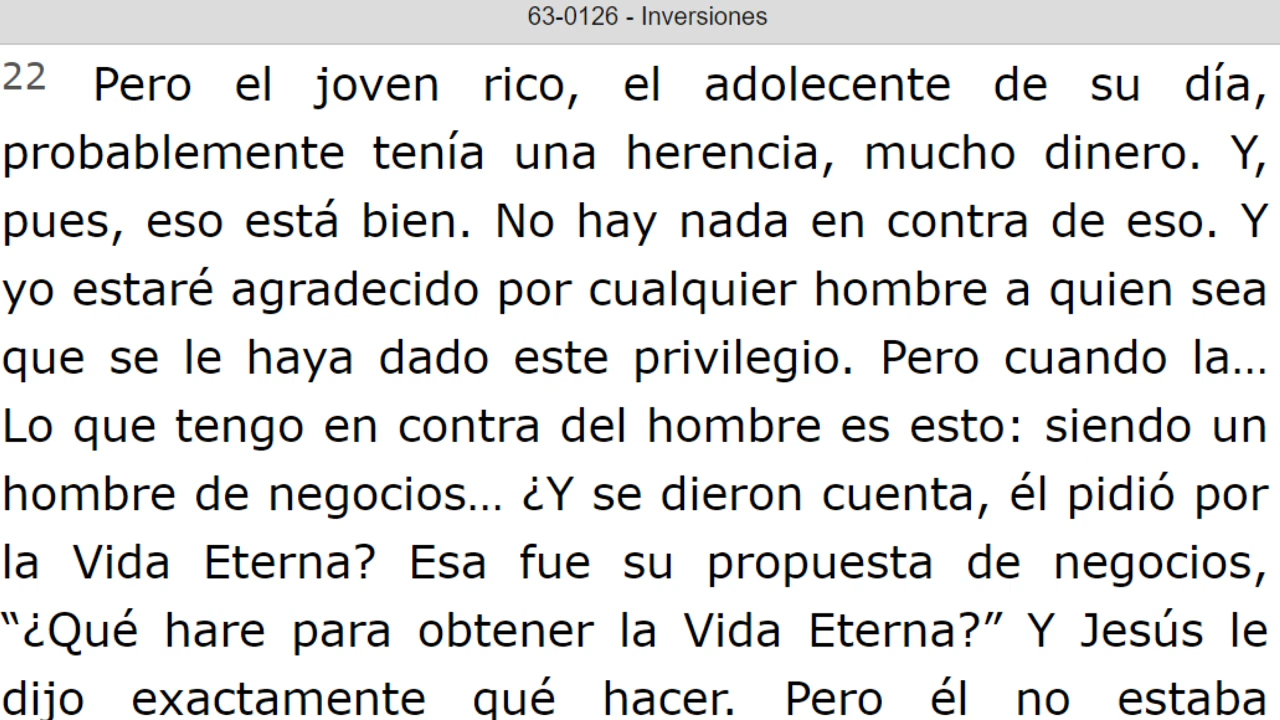 63-0126 - Inversiones
22 Pero el joven rico, el adolecente de su día,
probablemente tenía una herencia, mucho dinero. Y,
pues, eso está bien. No hay nada en contra de eso. Y
yo estaré agradecido por cualquier hombre a quien sea
que se le haya dado este privilegio. Pero cuando la…
Lo que tengo en contra del hombre es esto: siendo un
hombre de negocios… ¿Y se dieron cuenta, él pidió por
la Vida Eterna? Esa fue su propuesta de negocios,
“¿Qué hare para obtener la Vida Eterna?” Y Jesús le
dijo exactamente qué hacer. Pero él no estaba